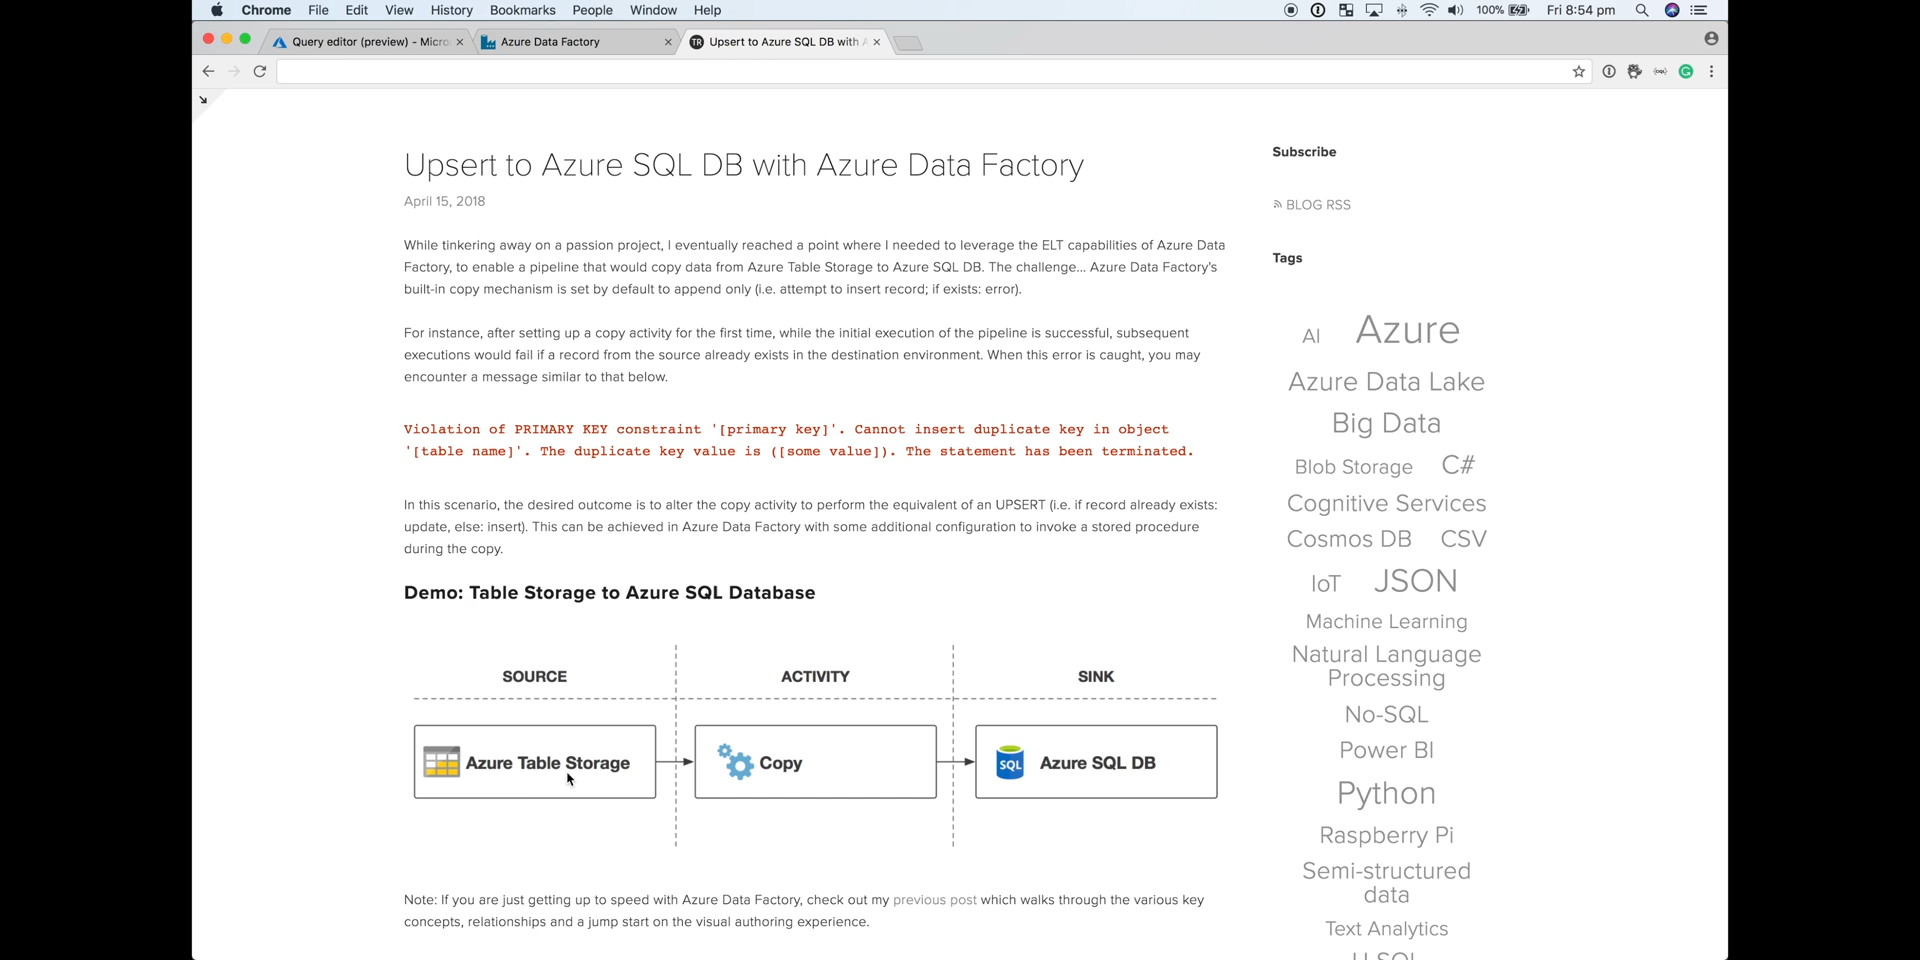 Chrome File Edit View History Bookmarks People Window Help 100% Fri 8:54 pm
Query editor (preview) - Micro Azure Data Factory TR Upsert to Azure SQL DB with A
Upsert to Azure SQL DB with Azure Data Factory
April 15, 2018
While tinkering away on a passion project, I eventually reached a point where I needed to leverage the ELT capabilities of Azure Data
Factory, to enable a pipeline that would copy data from Azure Table Storage to Azure SQL DB. The challenge... Azure Data Factory's
built-in copy mechanism is set by default to append only (i.e. attempt to insert record; if exists: error).
For instance, after setting up a copy activity for the first time, while the initial execution of the pipeline is successful, subsequent
executions would fail if a record from the source already exists in the destination environment. When this error is caught, you may
encounter a message similar to that below.
Violation of PRIMARY KEY constraint '[primary key]'. Cannot insert duplicate key in object
'[table name]'. The duplicate key value is ([some value]). The statement has been terminated.
In this scenario, the desired outcome is to alter the copy activity to perform the equivalent of an UPSERT (i.e. if record already exists:
update, else: insert). This can be achieved in Azure Data Factory with some additional configuration to invoke a stored procedure
during the copy.
Demo: Table Storage to Azure SQL Database
SOURCE ACTIVITY SINK
Azure Table Storage Copy SQL Azure SQL DB
Note: If you are just getting up to speed with Azure Data Factory, check out my previous post which walks through the various key
concepts, relationships and a jump start on the visual authoring experience.
Subscribe
BLOG RSS
Tags
AI Azure
Azure Data Lake
Big Data
Blob Storage C#
Cognitive Services
Cosmos DB CSV
IoT JSON
Machine Learning
Natural Language
Processing
No-SQL
Power BI
Python
Raspberry Pi
Semi-structured
data
Text Analytics
U-SQL